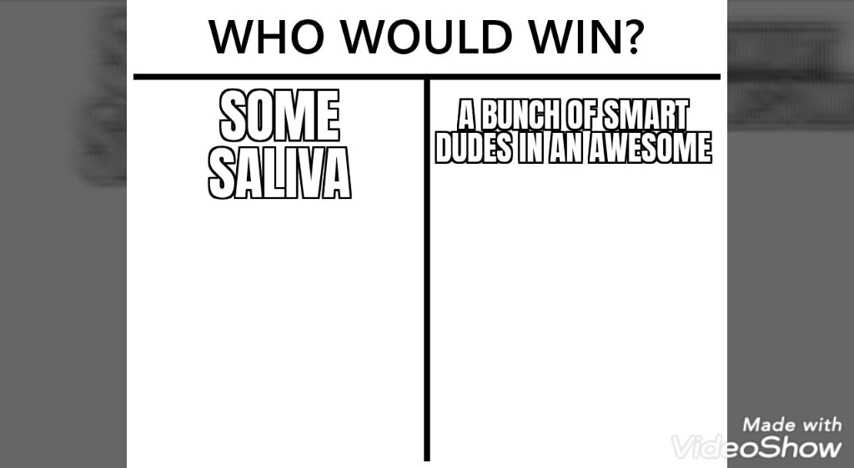 WHO WOULD WIN?
SOME
SALIVA
A BUNCH OF SMART
DUDES IN AN AWESOME
Made with
VideoShow